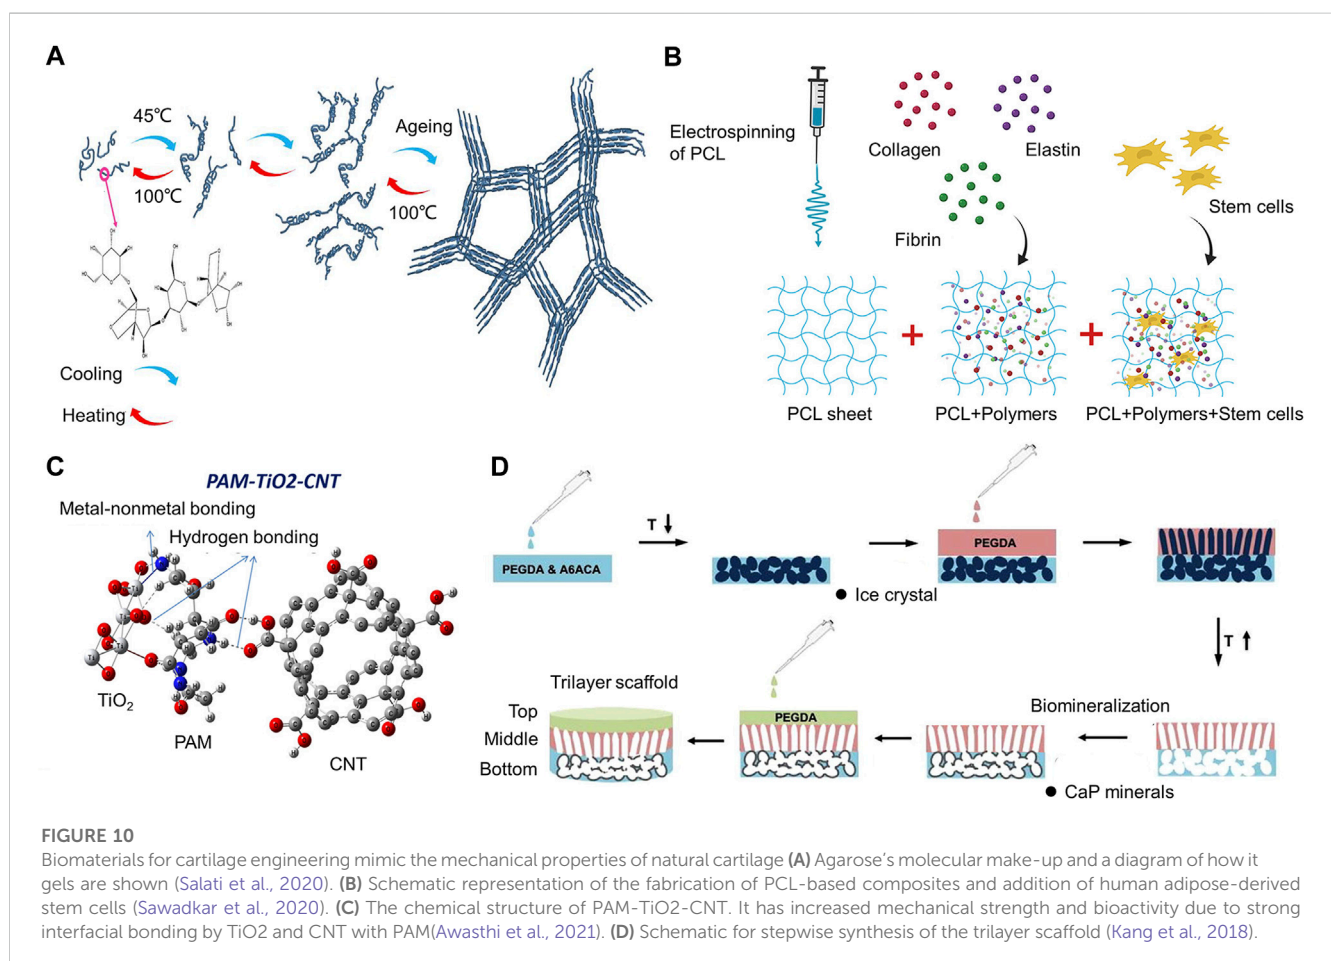 A
45℃
100℃
Ageing
100℃
Cooling
Heating
B
Electrospinning
of PCL
Collagen
Elastin
Fibrin
Stem cells
PCL sheet
PCL+Polymers
PCL+Polymers+Stem cells
C
PAM-TiO2-CNT
Metal-nonmetal bonding
Hydrogen bonding
TiO2
PAM
CNT
D
PEGDA & A6ACA
T
Ice crystal
PEGDA
T
Biomineralization
CaP minerals
PEGDA
Trilayer scaffold
Top
Middle
Bottom
FIGURE 10
Biomaterials for cartilage engineering mimic the mechanical properties of natural cartilage (A) Agarose's molecular make-up and a diagram of how it
gels are shown (Salati et al., 2020). (B) Schematic representation of the fabrication of PCL-based composites and addition of human adipose-derived
stem cells (Sawadkar et al., 2020). (C) The chemical structure of PAM-TiO2-CNT. It has increased mechanical strength and bioactivity due to strong
interfacial bonding by TiO2 and CNT with PAM(Awasthi et al., 2021). (D) Schematic for stepwise synthesis of the trilayer scaffold (Kang et al., 2018).